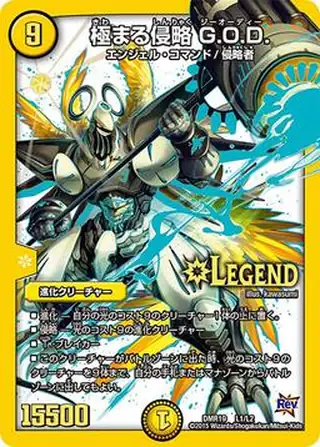 9
きわ しんりゃく ジーオーディー
極まる侵略 G.O.D.
エンジェル・コマンド/侵略者
LEGEND
illus. kawasumi
進化クリーチャー
■進化−自分の光のコスト9のクリーチャー1体の上に置く。
■侵略−光のコスト9の進化クリーチャー
■T・ブレイカー
■このクリーチャーがバトルゾーンに出た時、光のコスト9の
クリーチャーを9体まで、自分の手札またはマナゾーンからバトル
ゾーンに出してもよい。
15500
1
Rev
DMR19 L1/L2
©2015 Wizards/Shogakukan/Mitsui-Kids